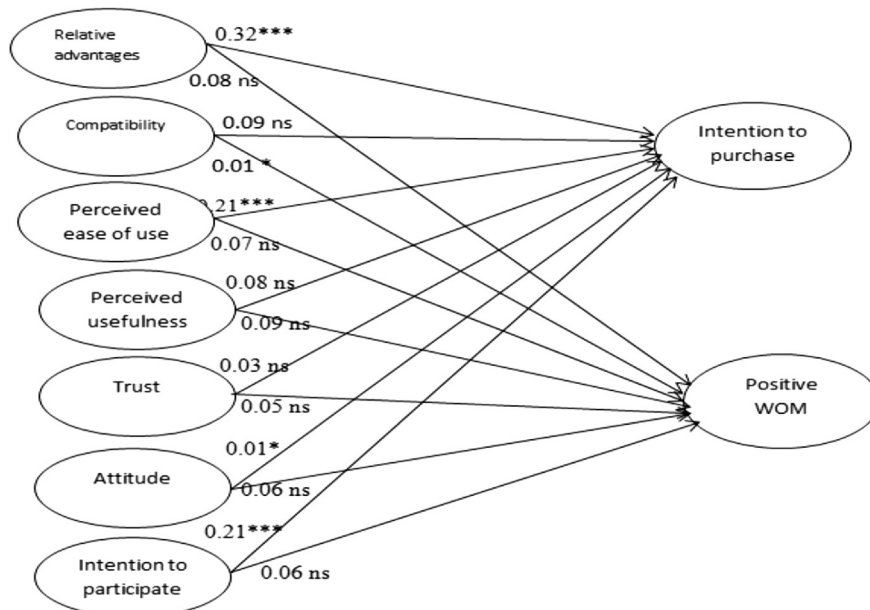 Relative
advantages
0.32***
0.08 ns
Compatibility
0.09 ns
0.01 *
Intention to
purchase
Perceived
ease of use
0.21***
0.07 ns
Perceived
usefulness
0.08 ns
0.09 ns
Trust
0.03 ns
0.05 ns
Positive
WOM
Attitude
0.01*
0.06 ns
Intention to
participate
0.21***
0.06 ns